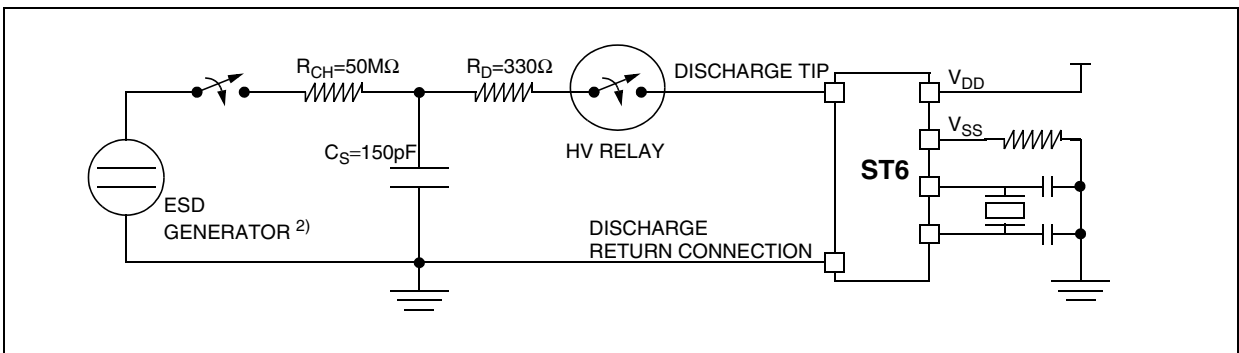 R_CH=50MΩ
R_D=330Ω
DISCHARGE TIP
HV RELAY
C_S=150pF
ESD
GENERATOR 2)
DISCHARGE
RETURN CONNECTION
ST6
V_DD
V_SS